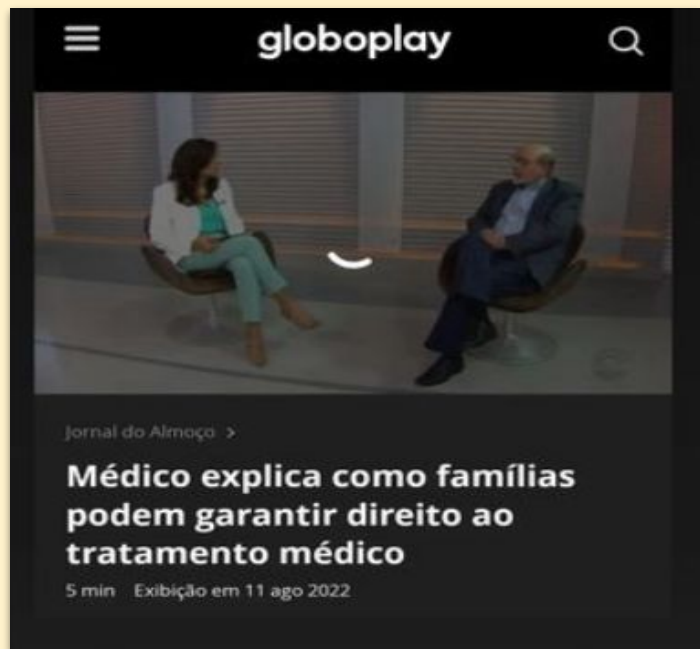 globoplay
Jornal do Almoço >
Médico explica como famílias
podem garantir direito ao
tratamento médico
5 min Exibição em 11 ago 2022